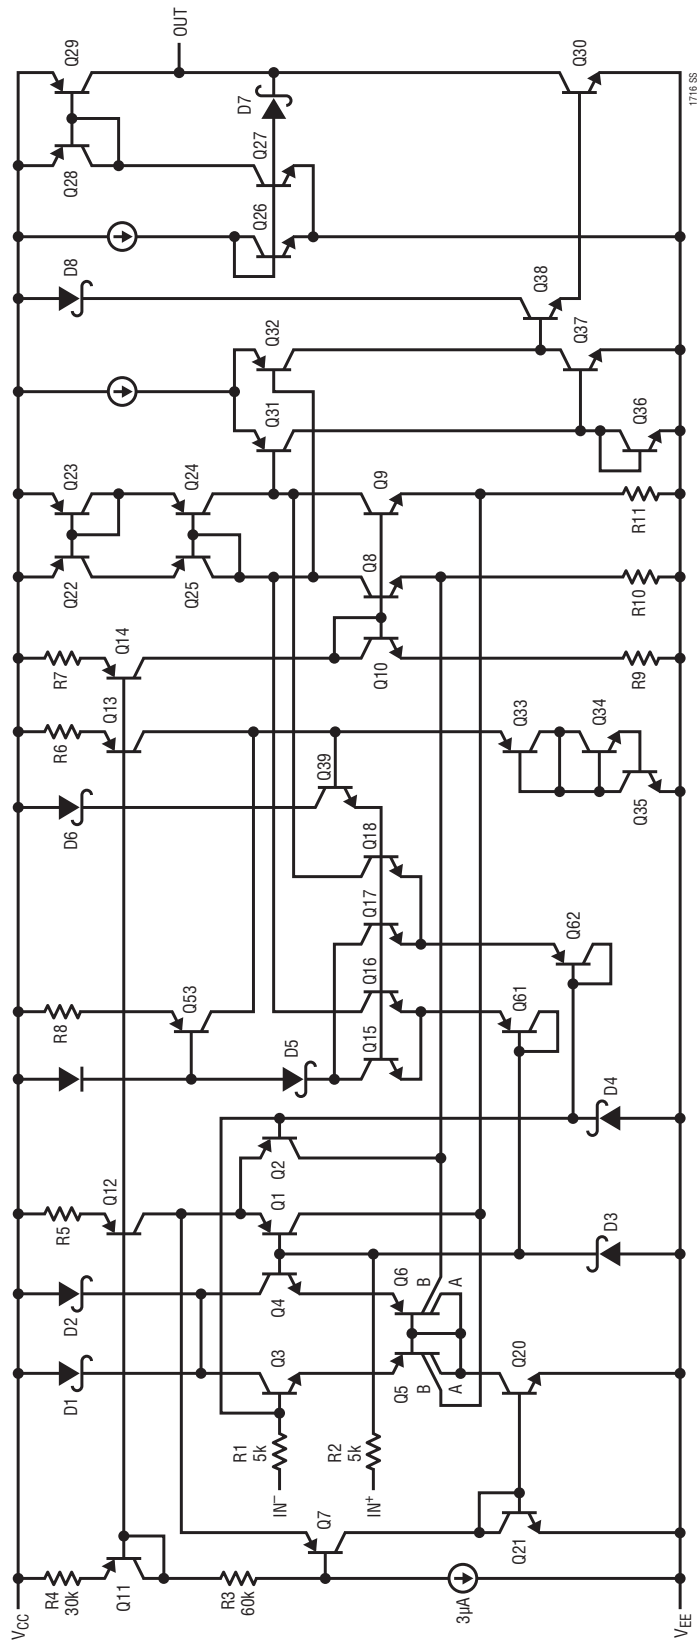 V_CC
R4
30k
D1
D2
R5
R8
D6
R6
R7
Q22
Q23
D8
Q28
Q29
Q11
Q12
Q13
Q14
OUT
Q53
Q25
Q24
R3
60k
R1
5k
IN⁻
Q3
Q4
Q1
Q2
D5
Q31
Q32
Q26
Q27
D7
Q7
R2
5k
IN⁺
Q15
Q16
Q17
Q18
Q39
Q10
Q8
Q9
Q5
Q6
B
A
B
A
3µA
Q21
Q20
Q61
Q62
Q33
Q34
Q35
Q38
Q37
Q36
Q30
D3
D4
R9
R10
R11
V_EE
1716 SS